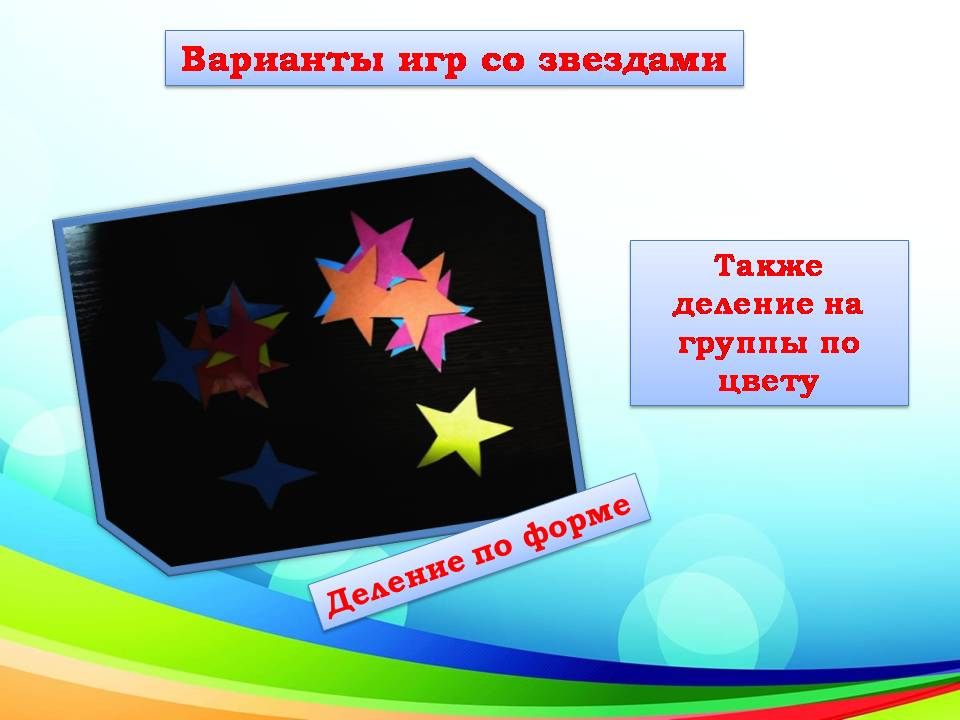 Варианты игр со звездами
Также
деление на
группы по
цвету
Деление по форме